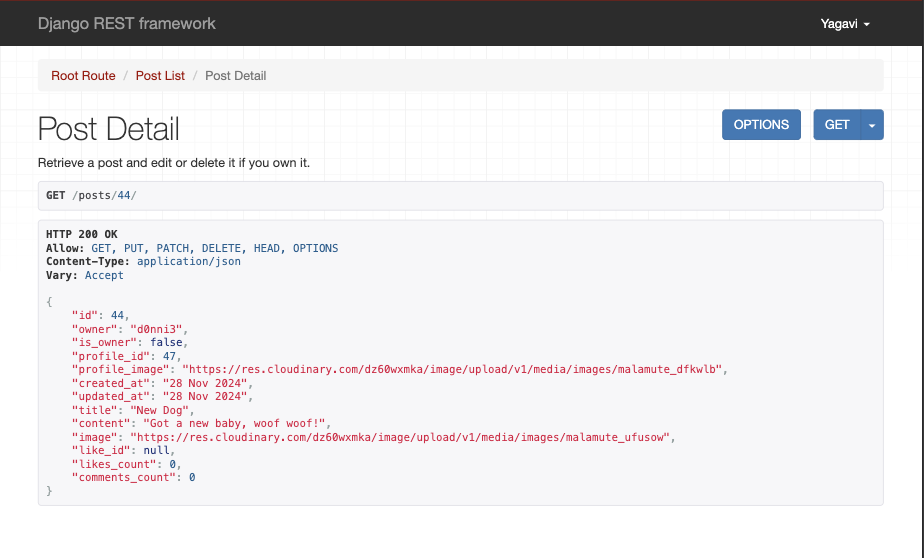 Django REST framework
Yagavi
Root Route / Post List / Post Detail
Post Detail
OPTIONS
GET
Retrieve a post and edit or delete it if you own it.
GET /posts/44/
HTTP 200 OK
Allow: GET, PUT, PATCH, DELETE, HEAD, OPTIONS
Content-Type: application/json
Vary: Accept
{
"id": 44,
"owner": "d0nni3",
"is_owner": false,
"profile_id": 47,
"profile_image": "https://res.cloudinary.com/dz60wxmka/image/upload/v1/media/images/malamute_dfkwlb",
"created_at": "28 Nov 2024",
"updated_at": "28 Nov 2024",
"title": "New Dog",
"content": "Got a new baby, woof woof!",
"image": "https://res.cloudinary.com/dz60wxmka/image/upload/v1/media/images/malamute_ufusow",
"like_id": null,
"likes_count": 0,
"comments_count": 0
}